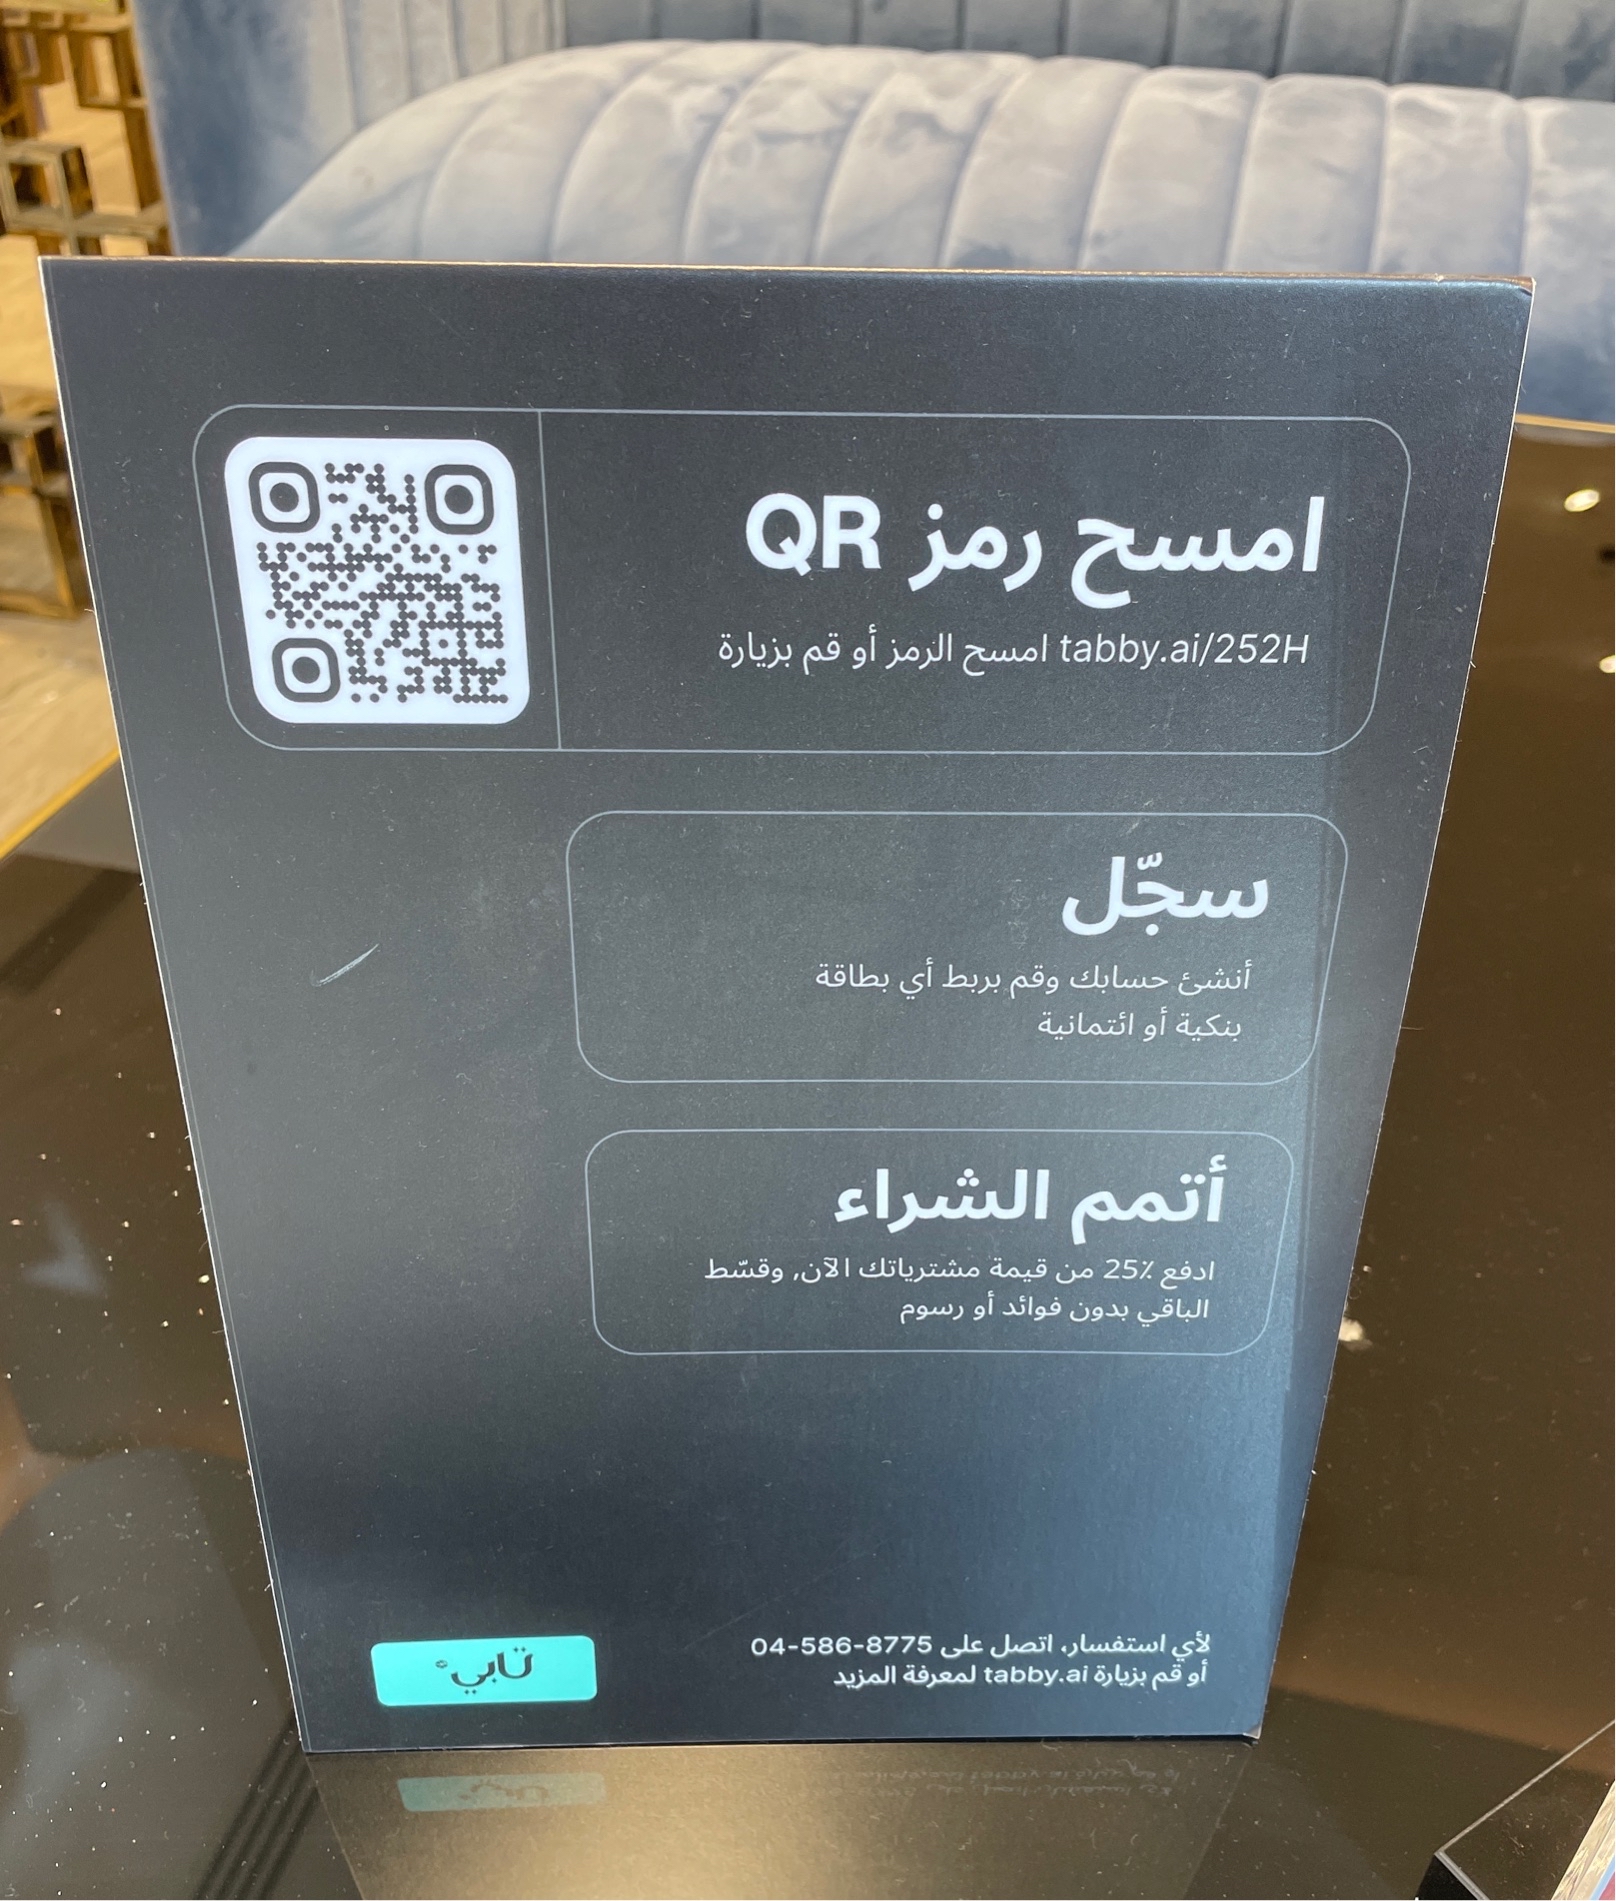 امسح رمز QR
tabby.ai/252H امسح الرمز أو قم بزيارة
سجّل
أنشئ حسابك وقم بربط أي بطاقة
بنكية أو ائتمانية
أتمم الشراء
ادفع 25٪ من قيمة مشترياتك الآن, وقسّط
الباقي بدون فوائد أو رسوم
لأي استفسار، اتصل على 04-586-8775
أو قم بزيارة tabby.ai لمعرفة المزيد
تابي